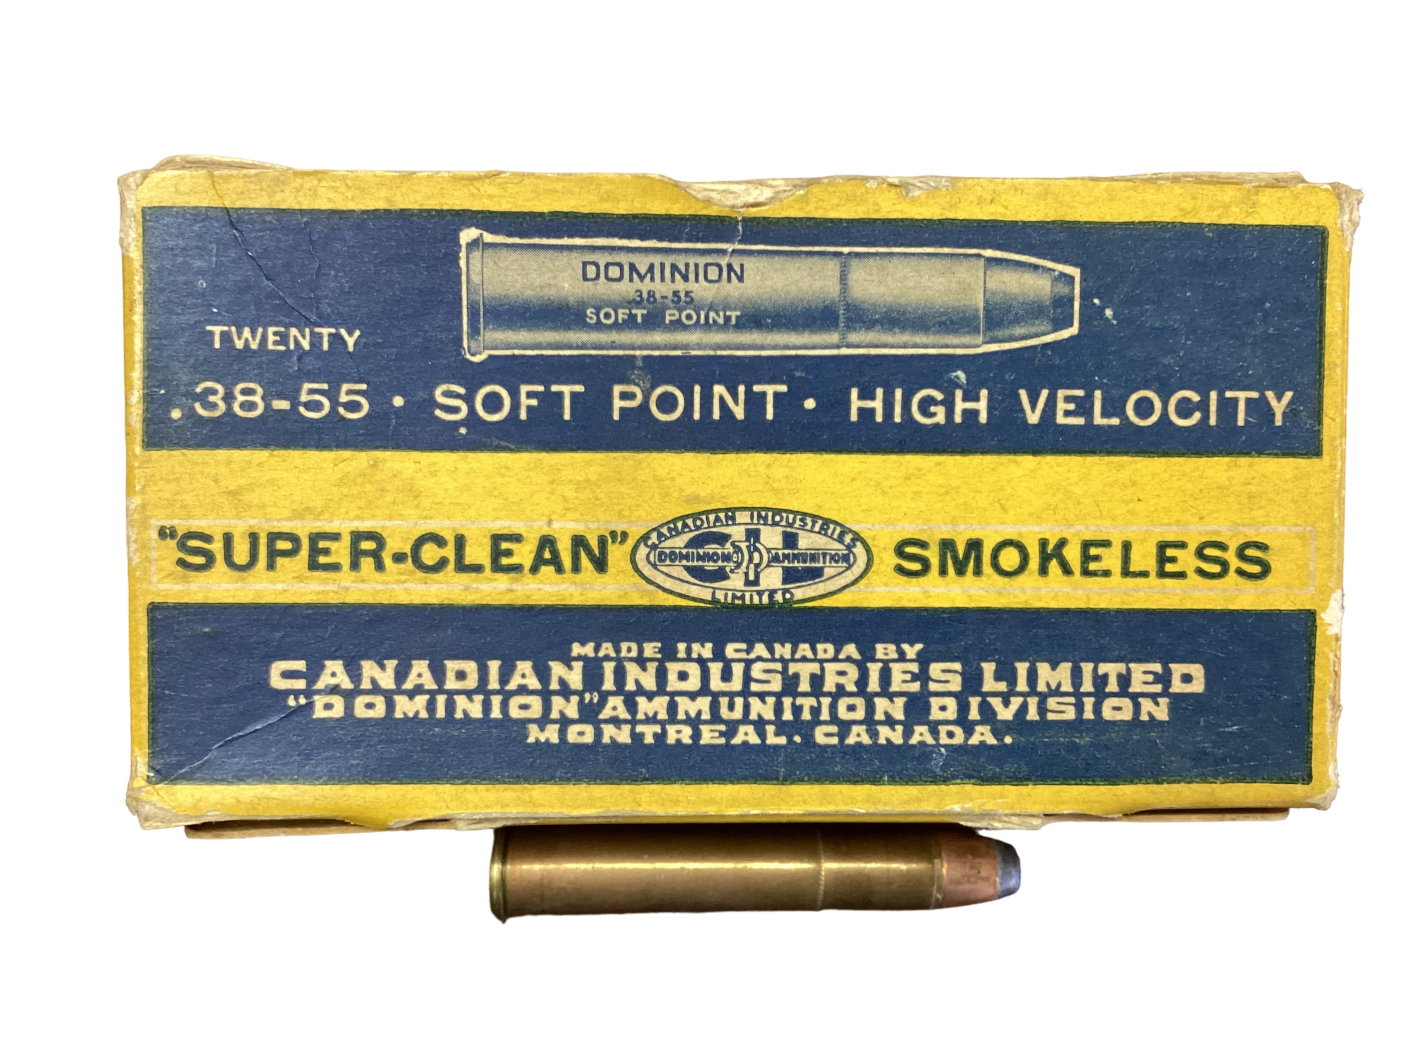 DOMINION
.38-55
SOFT POINT
TWENTY
.38-55 · SOFT POINT · HIGH VELOCITY
"SUPER-CLEAN"
CANADIAN INDUSTRIES
CIL
DOMINION AMMUNITION
LIMITED
SMOKELESS
MADE IN CANADA BY
CANADIAN INDUSTRIES LIMITED
"DOMINION" AMMUNITION DIVISION
MONTREAL. CANADA.